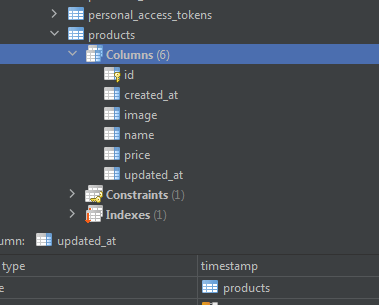 personal_access_tokens
products
Columns (6)
id
created_at
image
name
price
updated_at
Constraints (1)
Indexes (1)
umn: updated_at
type timestamp
e products